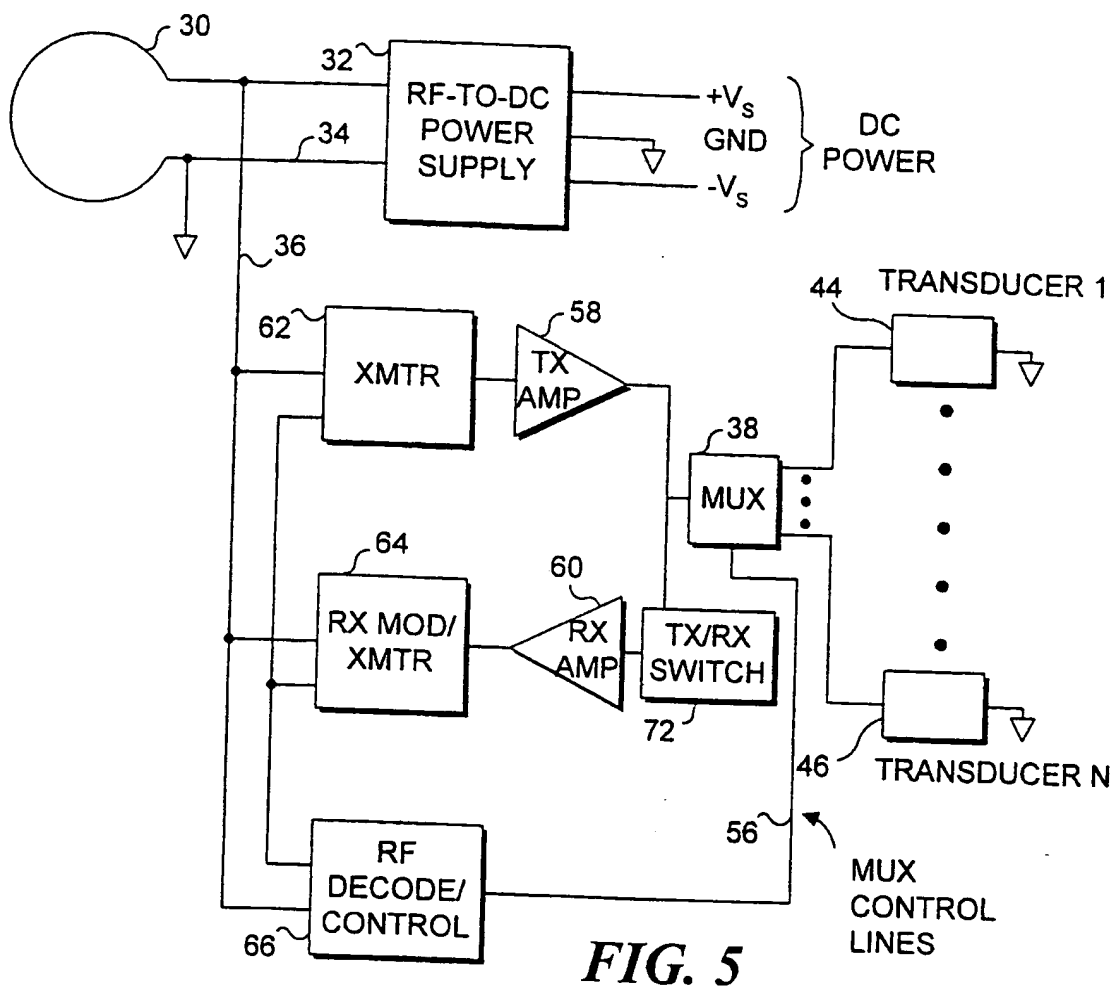 30
32
RF-TO-DC
POWER
SUPPLY
+VS
GND
-VS
DC
POWER
34
36
TRANSDUCER 1
44
62
XMTR
58
TX
AMP
38
MUX
64
RX MOD/
XMTR
60
RX
AMP
TX/RX
SWITCH
72
46
TRANSDUCER N
56
MUX
CONTROL
LINES
RF
DECODE/
CONTROL
66
FIG. 5